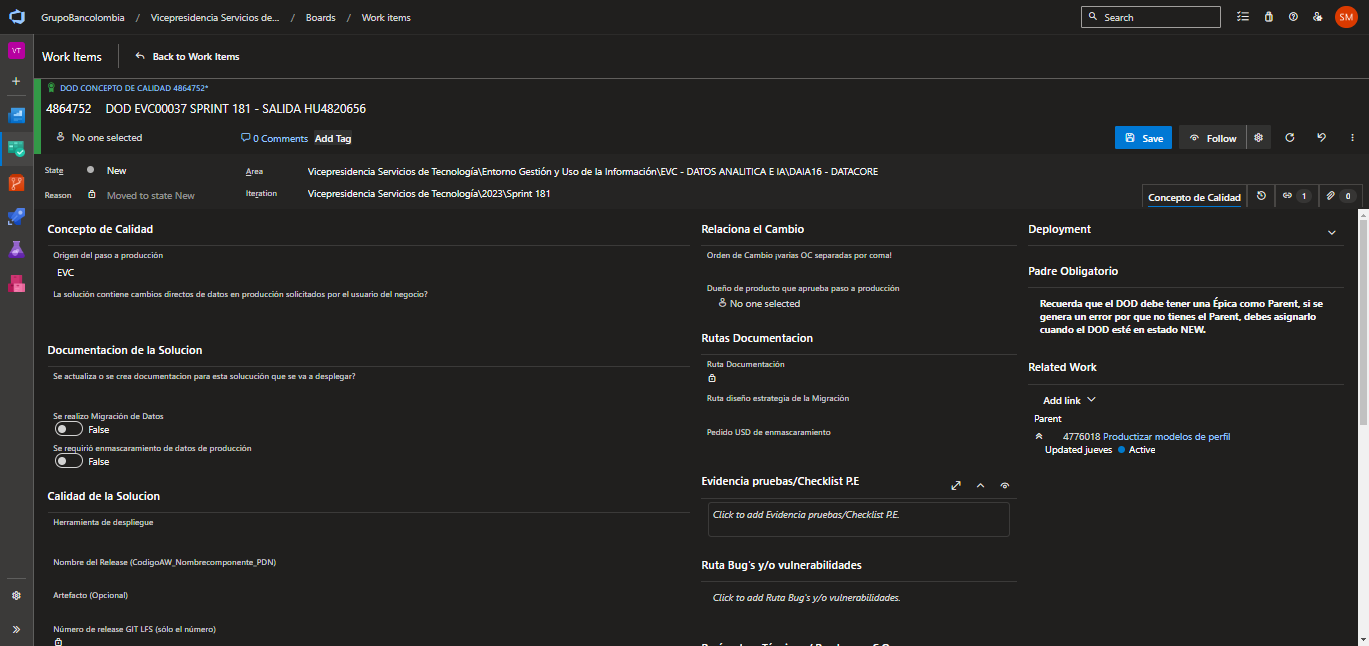 GrupoBancolombia / Vicepresidencia Servicios de... / Boards / Work items
Search
SM
VT
Work Items
Back to Work Items
DOD CONCEPTO DE CALIDAD 4864752*
4864752 DOD EVC00037 SPRINT 181 - SALIDA HU4820656
No one selected
0 Comments
Add Tag
Save
Follow
State
New
Area
Vicepresidencia Servicios de Tecnología\Entorno Gestión y Uso de la Información\EVC - DATOS ANALITICA E IA\DAIA16 - DATACORE
Reason
Moved to state New
Iteration
Vicepresidencia Servicios de Tecnología\2023\Sprint 181
Concepto de Calidad
1
0
Concepto de Calidad
Origen del paso a producción
EVC
La solución contiene cambios directos de datos en producción solicitados por el usuario del negocio?
Documentacion de la Solucion
Se actualiza o se crea documentacion para esta solucución que se va a desplegar?
Se realizo Migración de Datos
False
Se requirió enmascaramiento de datos de producción
False
Calidad de la Solucion
Herramienta de despliegue
Nombre del Release (CodigoAW_Nombrecomponente_PDN)
Artefacto (Opcional)
Número de release GIT LFS (sólo el número)
Relaciona el Cambio
Orden de Cambio ¡varias OC separadas por coma!
Dueño de producto que aprueba paso a producción
No one selected
Rutas Documentacion
Ruta Documentación
Ruta diseño estrategia de la Migración
Pedido USD de enmascaramiento
Evidencia pruebas/Checklist P.E
Click to add Evidencia pruebas/Checklist P.E.
Ruta Bug's y/o vulnerabilidades
Click to add Ruta Bug's y/o vulnerabilidades.
Deployment
Padre Obligatorio
Recuerda que el DOD debe tener una Épica como Parent, si se
genera un error por que no tienes el Parent, debes asignarlo
cuando el DOD esté en estado NEW.
Related Work
Add link
Parent
4776018 Productizar modelos de perfil
Updated jueves
Active